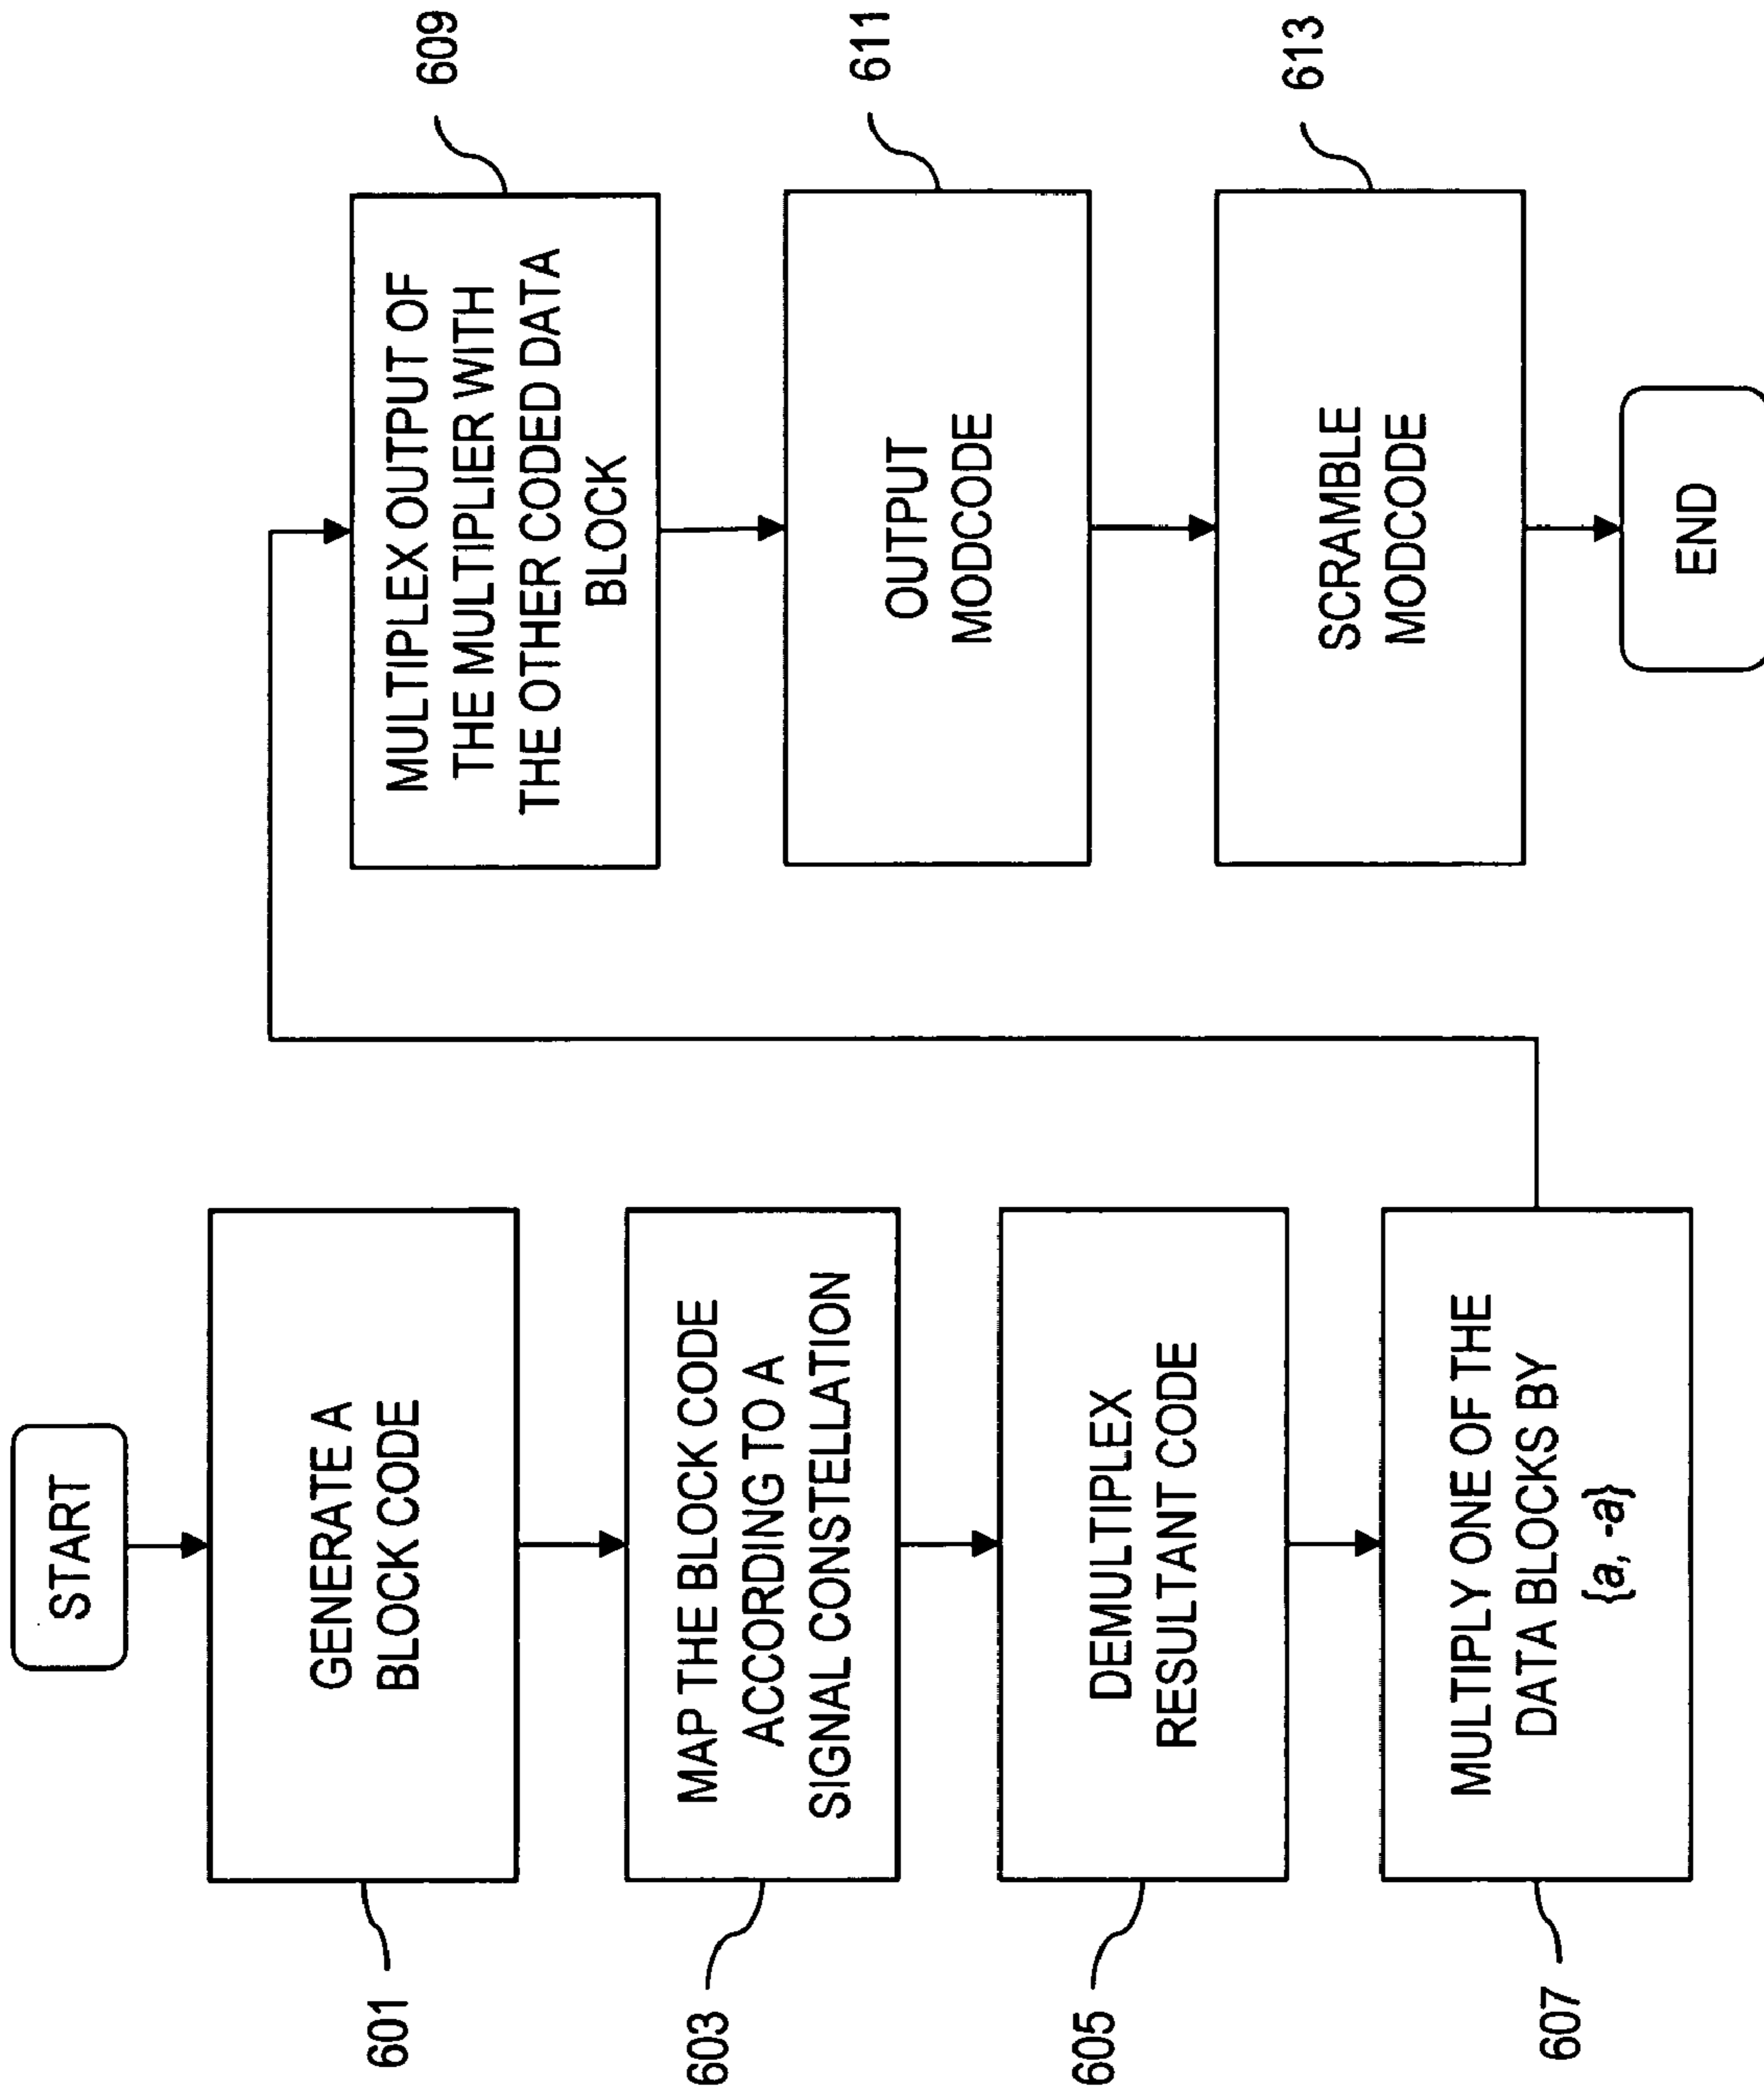 START
GENERATE A
BLOCK CODE
601
MAP THE BLOCK CODE
ACCORDING TO A
SIGNAL CONSTELLATION
603
DEMULTIPLEX
RESULTANT CODE
605
MULTIPLY ONE OF THE
DATA BLOCKS BY
{a, -a}
607
MULTIPLEX OUTPUT OF
THE MULTIPLIER WITH
THE OTHER CODED DATA
BLOCK
609
OUTPUT
MODCODE
611
SCRAMBLE
MODCODE
613
END